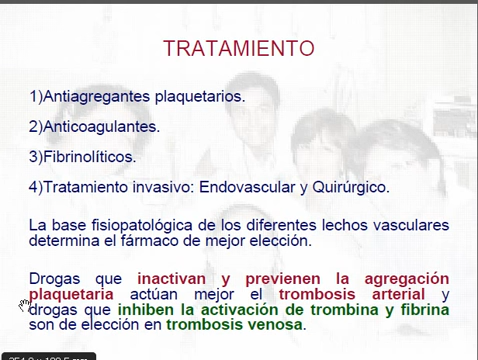 TRATAMIENTO
1)Antiagregantes plaquetarios.
2)Anticoagulantes.
3)Fibrinolíticos.
4)Tratamiento invasivo: Endovascular y Quirúrgico.
La base fisiopatológica de los diferentes lechos vasculares
determina el fármaco de mejor elección.
Drogas que inactivan y previenen la agregación
plaquetaria actúan mejor el trombosis arterial y
drogas que inhiben la activación de trombina y fibrina
son de elección en trombosis venosa.